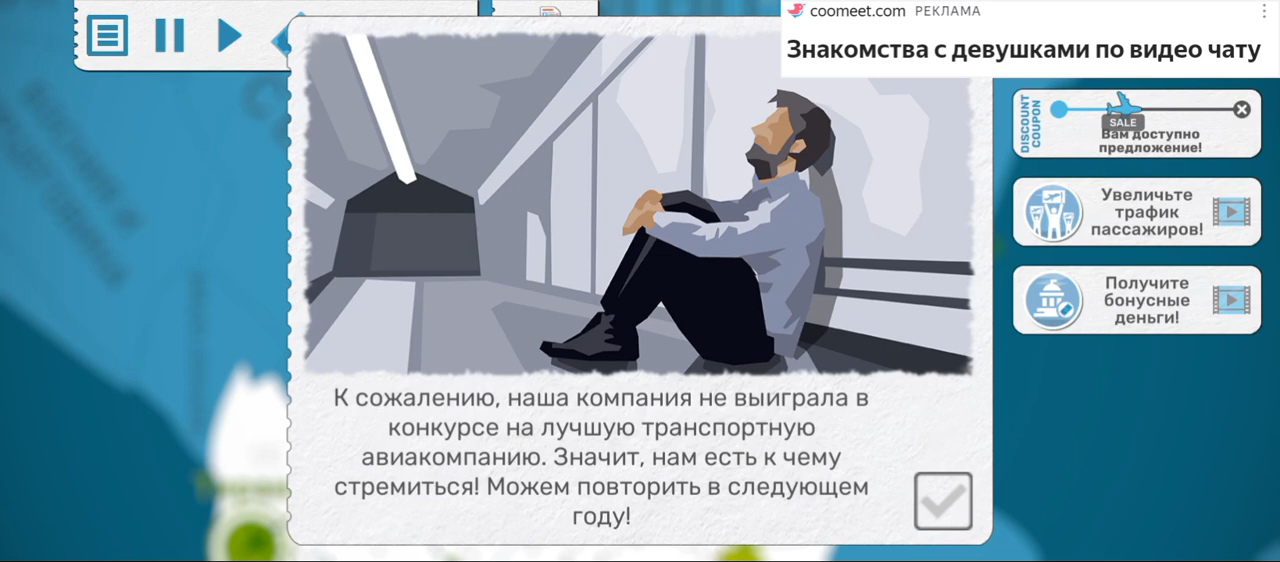 coomeet.com РЕКЛАМА
Знакомства с девушками по видео чату
DISCOUNT
COUPON
SALE
Вам доступно
предложение!
Увеличьте
трафик
пассажиров!
Получите
бонусные
деньги!
К сожалению, наша компания не выиграла в
конкурсе на лучшую транспортную
авиакомпанию. Значит, нам есть к чему
стремиться! Можем повторить в следующем
году!